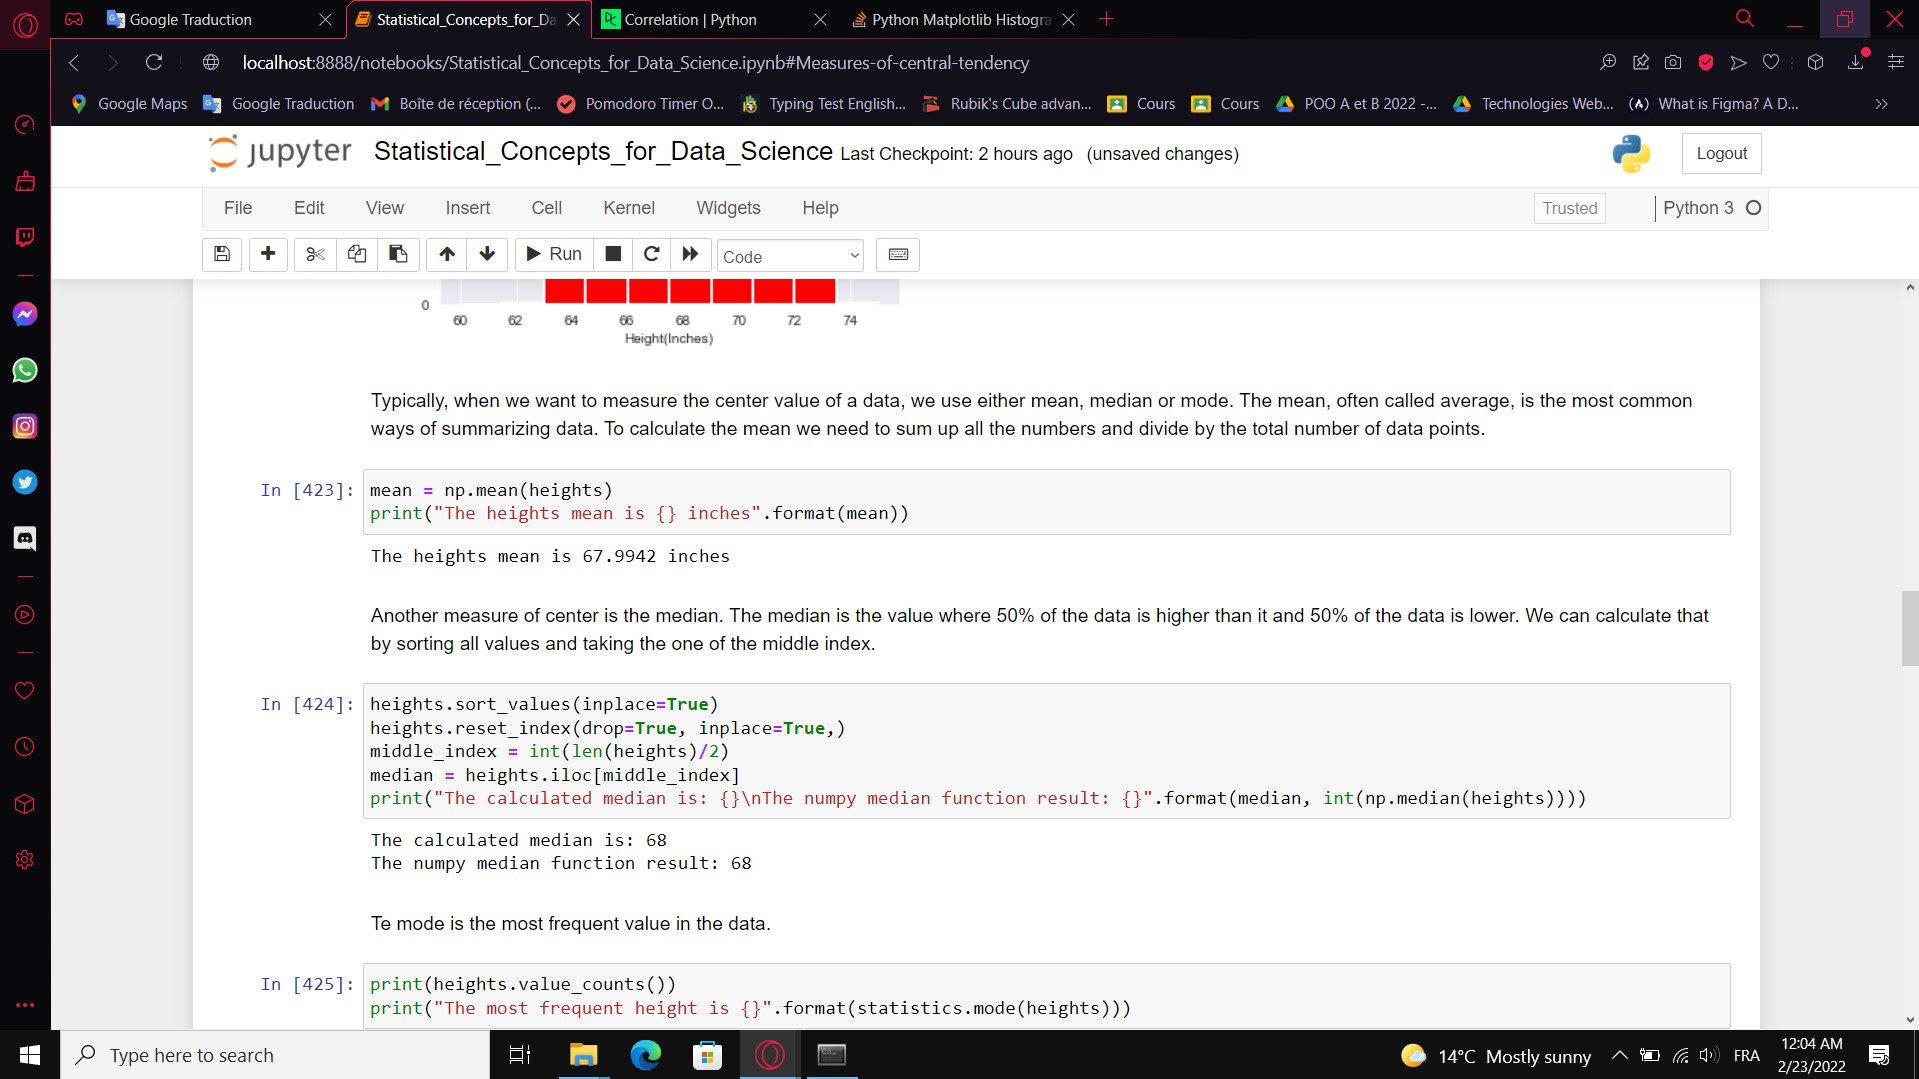 Google Traduction
Statistical_Concepts_for_Da
Correlation | Python
Python Matplotlib Histogra
localhost:8888/notebooks/Statistical_Concepts_for_Data_Science.ipynb#Measures-of-central-tendency
Google Maps
Google Traduction
Boîte de réception (...
Pomodoro Timer O...
Typing Test English...
Rubik's Cube advan...
Cours
Cours
POO A et B 2022 -...
Technologies Web...
What is Figma? A D...
jupyter Statistical_Concepts_for_Data_Science Last Checkpoint: 2 hours ago (unsaved changes)
Logout
File Edit View Insert Cell Kernel Widgets Help
Trusted
Python 3
Run
Code
0
60 62 64 66 68 70 72 74
Height(Inches)
Typically, when we want to measure the center value of a data, we use either mean, median or mode. The mean, often called average, is the most common
ways of summarizing data. To calculate the mean we need to sum up all the numbers and divide by the total number of data points.
In [423]: mean = np.mean(heights)
print("The heights mean is {} inches".format(mean))
The heights mean is 67.9942 inches
Another measure of center is the median. The median is the value where 50% of the data is higher than it and 50% of the data is lower. We can calculate that
by sorting all values and taking the one of the middle index.
In [424]: heights.sort_values(inplace=True)
heights.reset_index(drop=True, inplace=True,)
middle_index = int(len(heights)/2)
median = heights.iloc[middle_index]
print("The calculated median is: {}\nThe numpy median function result: {}".format(median, int(np.median(heights))))
The calculated median is: 68
The numpy median function result: 68
Te mode is the most frequent value in the data.
In [425]: print(heights.value_counts())
print("The most frequent height is {}".format(statistics.mode(heights)))
Type here to search
14°C Mostly sunny
FRA
12:04 AM
2/23/2022